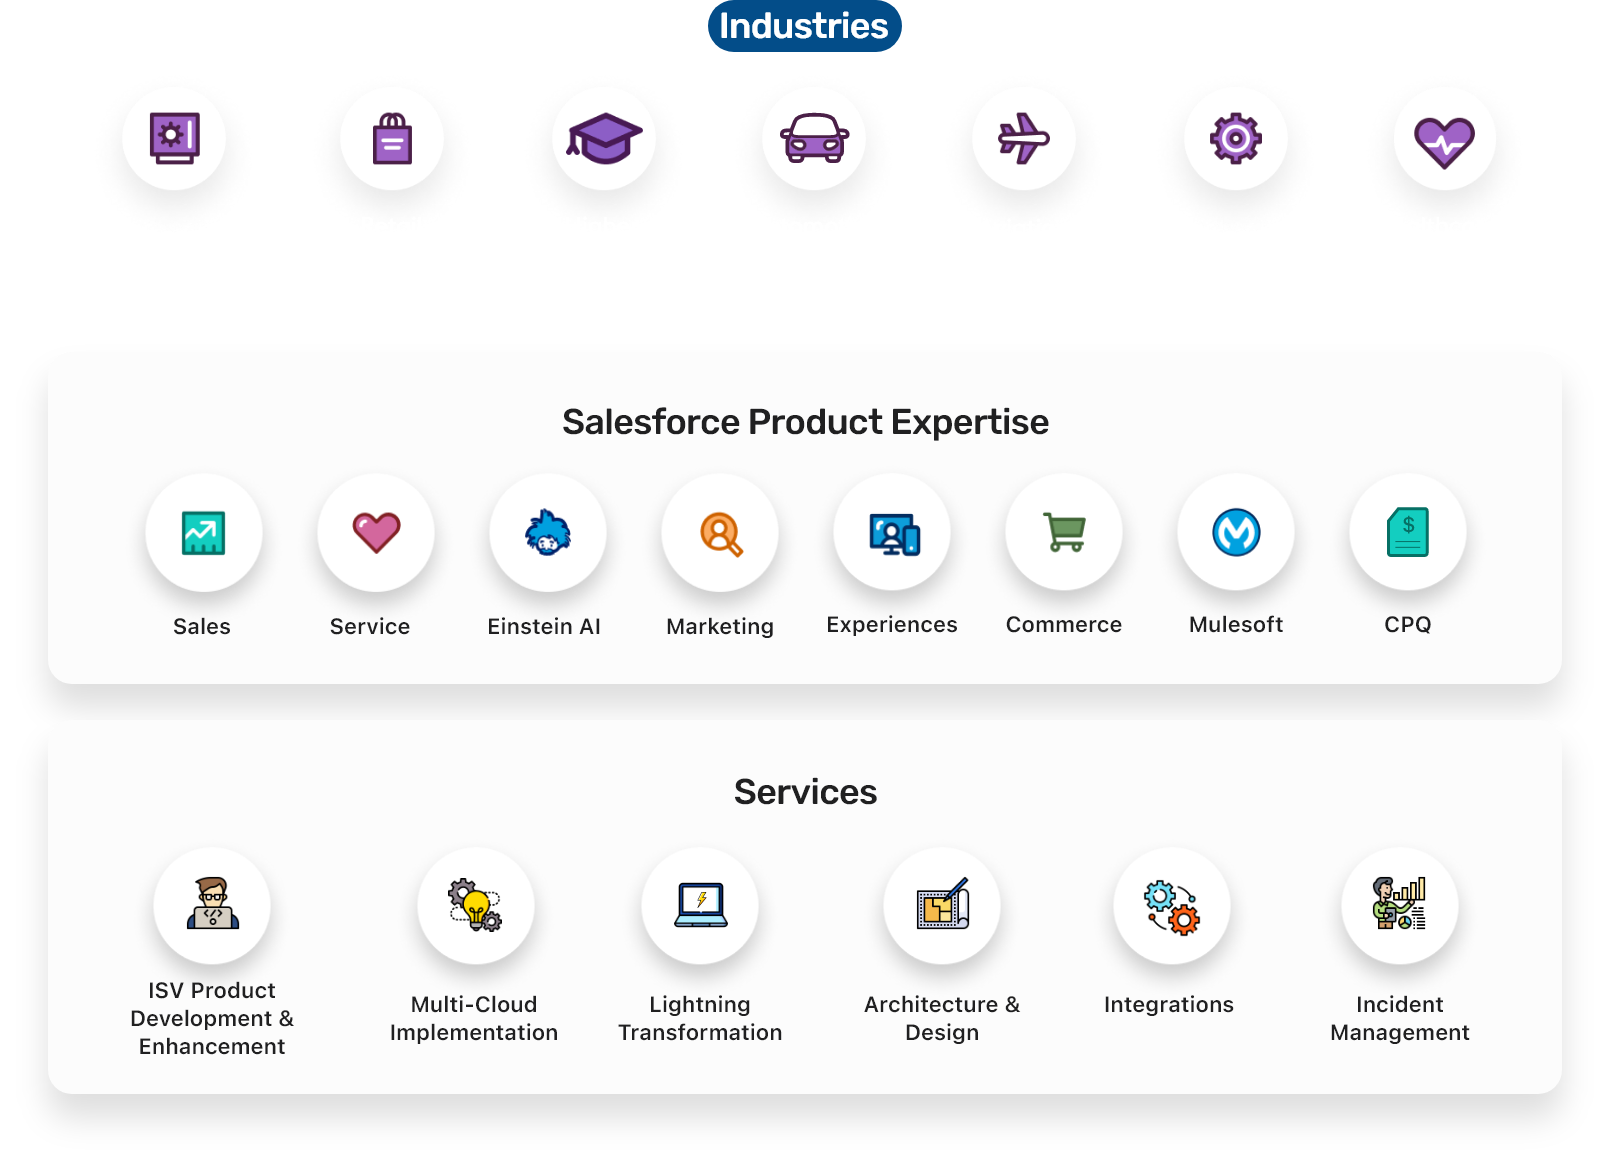 Industries
Salesforce Product Expertise
Sales
Service
Einstein AI
Marketing
Experiences
Commerce
Mulesoft
CPQ
Services
ISV Product
Development &
Enhancement
Multi-Cloud
Implementation
Lightning
Transformation
Architecture &
Design
Integrations
Incident
Management